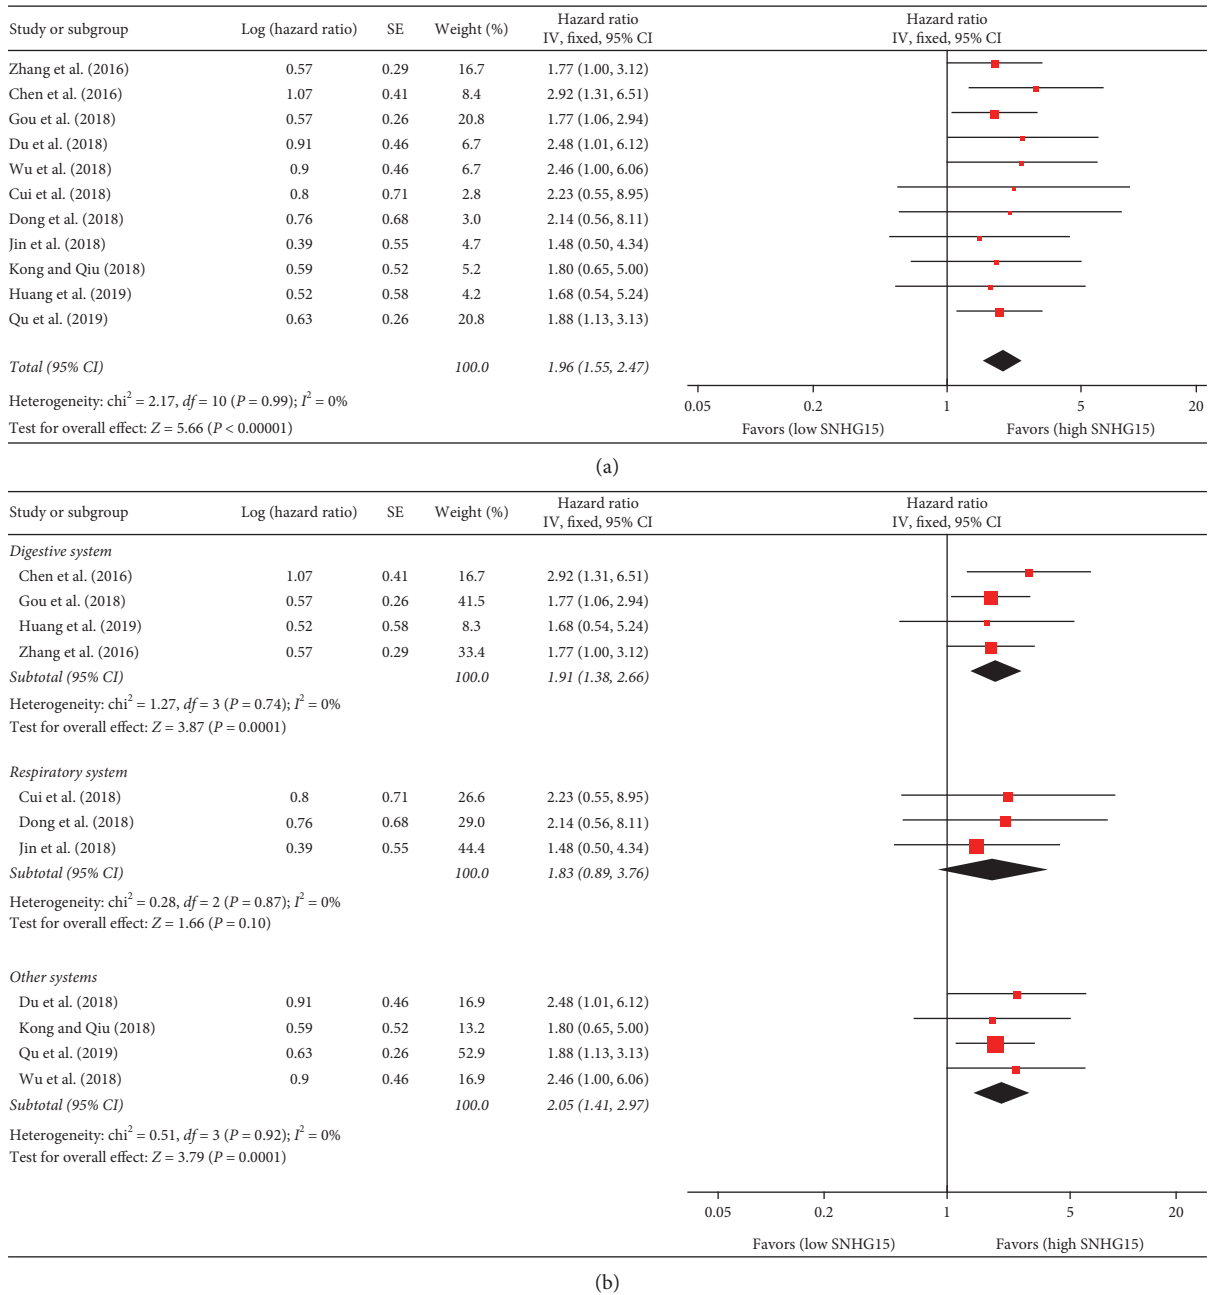 Study or subgroup Log (hazard ratio) SE Weight (%) Hazard ratio IV, fixed, 95% CI Hazard ratio IV, fixed, 95% CI
Zhang et al. (2016) 0.57 0.29 16.7 1.77 (1.00, 3.12)
Chen et al. (2016) 1.07 0.41 8.4 2.92 (1.31, 6.51)
Gou et al. (2018) 0.57 0.26 20.8 1.77 (1.06, 2.94)
Du et al. (2018) 0.91 0.46 6.7 2.48 (1.01, 6.12)
Wu et al. (2018) 0.9 0.46 6.7 2.46 (1.00, 6.06)
Cui et al. (2018) 0.8 0.71 2.8 2.23 (0.55, 8.95)
Dong et al. (2018) 0.76 0.68 3.0 2.14 (0.56, 8.11)
Jin et al. (2018) 0.39 0.55 4.7 1.48 (0.50, 4.34)
Kong and Qiu (2018) 0.59 0.52 5.2 1.80 (0.65, 5.00)
Huang et al. (2019) 0.52 0.58 4.2 1.68 (0.54, 5.24)
Qu et al. (2019) 0.63 0.26 20.8 1.88 (1.13, 3.13)
Total (95% CI) 100.0 1.96 (1.55, 2.47)
Heterogeneity: chi² = 2.17, df = 10 (P = 0.99); I² = 0%
0.05 0.2 1 5 20
Test for overall effect: Z = 5.66 (P < 0.00001)
Favors (low SNHG15) Favors (high SNHG15)
(a)
Study or subgroup Log (hazard ratio) SE Weight (%) Hazard ratio IV, fixed, 95% CI Hazard ratio IV, fixed, 95% CI
Digestive system
Chen et al. (2016) 1.07 0.41 16.7 2.92 (1.31, 6.51)
Gou et al. (2018) 0.57 0.26 41.5 1.77 (1.06, 2.94)
Huang et al. (2019) 0.52 0.58 8.3 1.68 (0.54, 5.24)
Zhang et al. (2016) 0.57 0.29 33.4 1.77 (1.00, 3.12)
Subtotal (95% CI) 100.0 1.91 (1.38, 2.66)
Heterogeneity: chi² = 1.27, df = 3 (P = 0.74); I² = 0%
Test for overall effect: Z = 3.87 (P = 0.0001)
Respiratory system
Cui et al. (2018) 0.8 0.71 26.6 2.23 (0.55, 8.95)
Dong et al. (2018) 0.76 0.68 29.0 2.14 (0.56, 8.11)
Jin et al. (2018) 0.39 0.55 44.4 1.48 (0.50, 4.34)
Subtotal (95% CI) 100.0 1.83 (0.89, 3.76)
Heterogeneity: chi² = 0.28, df = 2 (P = 0.87); I² = 0%
Test for overall effect: Z = 1.66 (P = 0.10)
Other systems
Du et al. (2018) 0.91 0.46 16.9 2.48 (1.01, 6.12)
Kong and Qiu (2018) 0.59 0.52 13.2 1.80 (0.65, 5.00)
Qu et al. (2019) 0.63 0.26 52.9 1.88 (1.13, 3.13)
Wu et al. (2018) 0.9 0.46 16.9 2.46 (1.00, 6.06)
Subtotal (95% CI) 100.0 2.05 (1.41, 2.97)
Heterogeneity: chi² = 0.51, df = 3 (P = 0.92); I² = 0%
Test for overall effect: Z = 3.79 (P = 0.0001)
0.05 0.2 1 5 20
Favors (low SNHG15) Favors (high SNHG15)
(b)